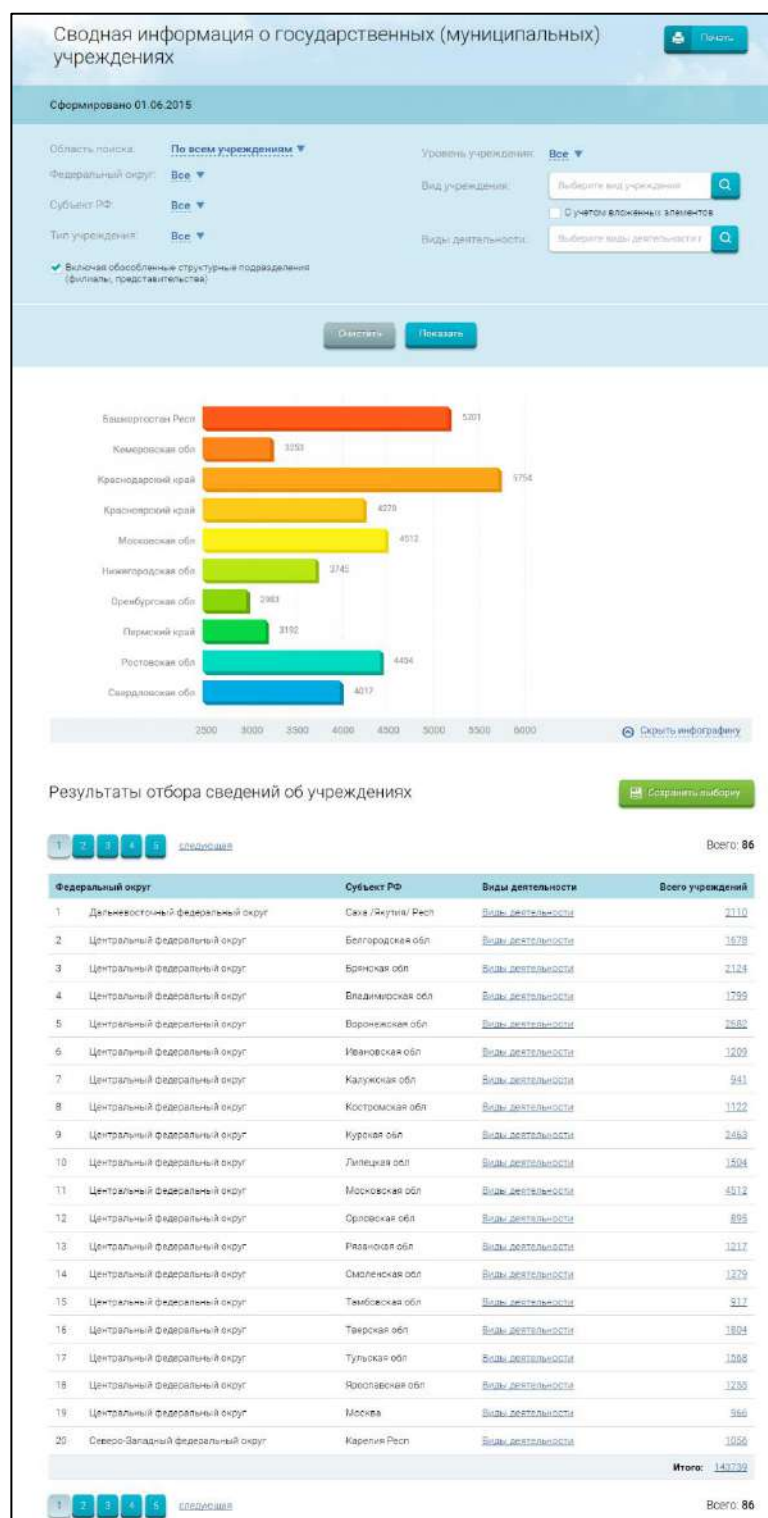 Сводная информация о государственных (муниципальных)
учреждениях
Печать
Сформировано 01.06.2015
Область поиска: По всем учреждениям ▼
Уровень учреждения: Все ▼
Федеральный округ: Все ▼
Вид учреждения: Выберите вид учреждения
Субъект РФ: Все ▼
С учетом вложенных элементов
Тип учреждения: Все ▼
Виды деятельности: Выберите виды деятельности
Включая обособленные структурные подразделения
(филиалы, представительства)
Очистить Показать
Башкортостан Респ 5201
Кемеровская обл 3253
Краснодарский край 5754
Красноярский край
Московская обл 4512
Нижегородская обл 3745
Оренбургская обл 2983
Пермский край 3192
Ростовская обл
Свердловская обл 4017
2500 3000 3500 4000 4500 5000 5500 6000
Скрыть инфографику
Результаты отбора сведений об учреждениях
Сохранить выборку
1 2 3 4 5 следующая Всего: 86
Федеральный округ Субъект РФ Виды деятельности Всего учреждений
1 Дальневосточный федеральный округ Саха /Якутия/ Респ Виды деятельности 2110
2 Центральный федеральный округ Белгородская обл Виды деятельности 1678
3 Центральный федеральный округ Брянская обл Виды деятельности 2124
4 Центральный федеральный округ Владимирская обл Виды деятельности 1799
5 Центральный федеральный округ Воронежская обл Виды деятельности 2582
6 Центральный федеральный округ Ивановская обл Виды деятельности 1209
7 Центральный федеральный округ Калужская обл Виды деятельности 941
8 Центральный федеральный округ Костромская обл Виды деятельности 1122
9 Центральный федеральный округ Курская обл Виды деятельности 2463
10 Центральный федеральный округ Липецкая обл Виды деятельности 1504
11 Центральный федеральный округ Московская обл Виды деятельности 4512
12 Центральный федеральный округ Орловская обл Виды деятельности 895
13 Центральный федеральный округ Рязанская обл Виды деятельности 1217
14 Центральный федеральный округ Смоленская обл Виды деятельности 1279
15 Центральный федеральный округ Тамбовская обл Виды деятельности 917
16 Центральный федеральный округ Тверская обл Виды деятельности 1804
17 Центральный федеральный округ Тульская обл Виды деятельности 1568
18 Центральный федеральный округ Ярославская обл Виды деятельности
19 Центральный федеральный округ Москва Виды деятельности 966
20 Северо-Западный федеральный округ Карелия Респ Виды деятельности 1056
Итого: 143739
1 2 3 4 5 следующая Всего: 86